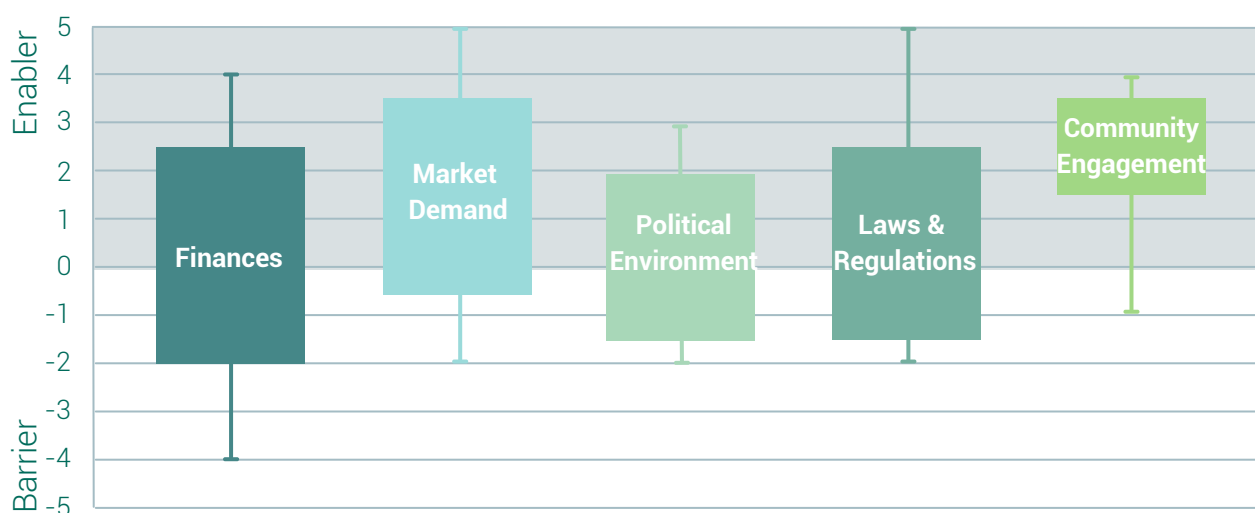 Enabler
Barrier
5
4
3
2
1
0
-1
-2
-3
-4
-5
Finances
Market
Demand
Political
Environment
Laws &
Regulations
Community
Engagement